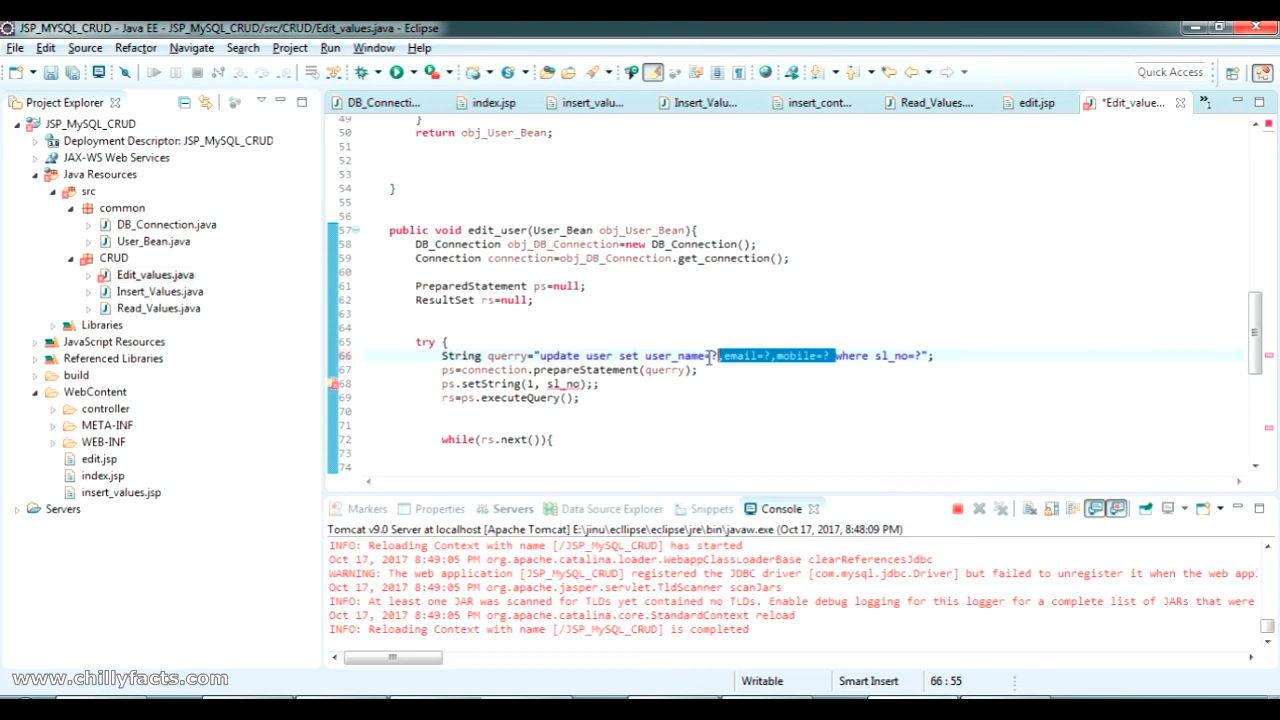 JSP_MYSQL_CRUD - Java EE - JSP_MySQL_CRUD/src/CRUD/Edit_values.java - Eclipse
File Edit Source Refactor Navigate Search Project Run Window Help
Quick Access
Project Explorer
DB_Connecti... index.jsp insert_valu... Insert_Valu... insert_cont... Read_Values.... edit.jsp *Edit_value...
JSP_MySQL_CRUD
Deployment Descriptor: JSP_MySQL_CRUD
JAX-WS Web Services
Java Resources
src
common
DB_Connection.java
User_Bean.java
CRUD
Edit_values.java
Insert_Values.java
Read_Values.java
Libraries
JavaScript Resources
Referenced Libraries
build
WebContent
controller
META-INF
WEB-INF
edit.jsp
index.jsp
insert_values.jsp
Servers
49 }
50 return obj_User_Bean;
51
52
53
54 }
55
56
57 public void edit_user(User_Bean obj_User_Bean){
58 DB_Connection obj_DB_Connection=new DB_Connection();
59 Connection connection=obj_DB_Connection.get_connection();
60
61 PreparedStatement ps=null;
62 ResultSet rs=null;
63
64
65 try {
66 String querry="update user set user_name=?,email=?,mobile=? where sl_no=?";
67 ps=connection.prepareStatement(querry);
68 ps.setString(1, sl_no);;
69 rs=ps.executeQuery();
70
71
72 while(rs.next()){
73
74
Markers Properties Servers Data Source Explorer Snippets Console
Tomcat v9.0 Server at localhost [Apache Tomcat] E:\jinu\ecllipse\eclipse\jre\bin\javaw.exe (Oct 17, 2017, 8:48:09 PM)
INFO: Reloading Context with name [/JSP_MySQL_CRUD] has started
Oct 17, 2017 8:49:05 PM org.apache.catalina.loader.WebappClassLoaderBase clearReferencesJdbc
WARNING: The web application [JSP_MySQL_CRUD] registered the JDBC driver [com.mysql.jdbc.Driver] but failed to unregister it when the web app
Oct 17, 2017 8:49:05 PM org.apache.jasper.servlet.TldScanner scanJars
INFO: At least one JAR was scanned for TLDs yet contained no TLDs. Enable debug logging for this logger for a complete list of JARs that were
Oct 17, 2017 8:49:05 PM org.apache.catalina.core.StandardContext reload
INFO: Reloading Context with name [/JSP_MySQL_CRUD] is completed
www.chillyfacts.com
Writable Smart Insert 66 : 55